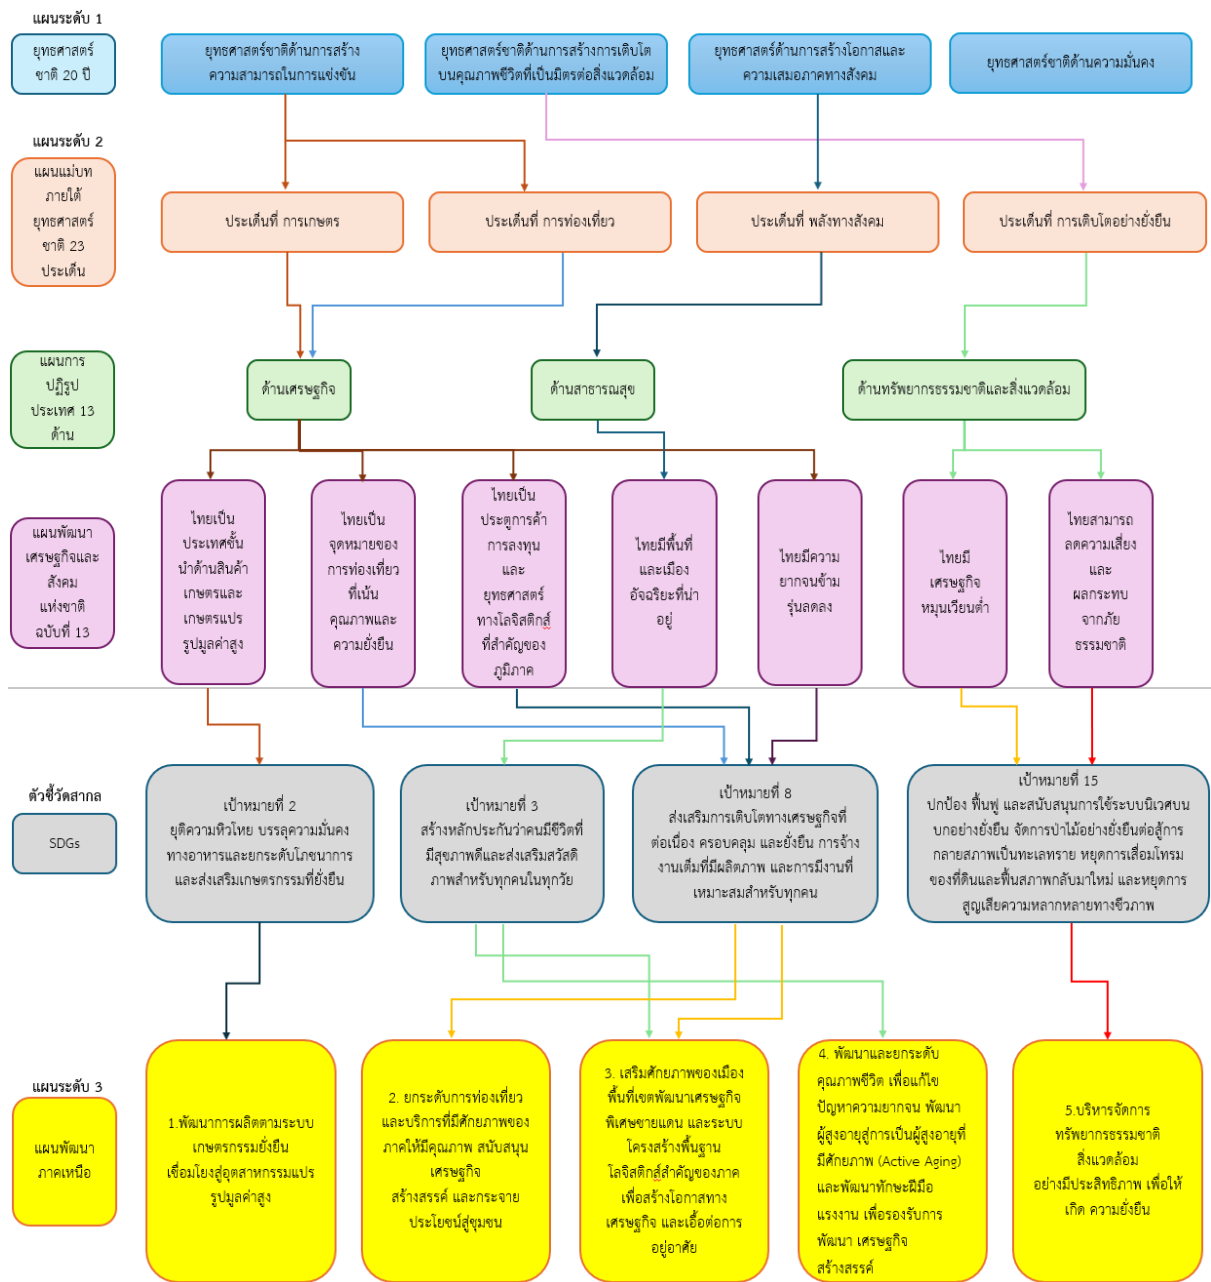 แผนระดับ 1
ยุทธศาสตร์
ชาติ 20 ปี
ยุทธศาสตร์ชาติด้านการสร้าง
ความสามารถในการแข่งขัน
ยุทธศาสตร์ชาติด้านการสร้างการเติบโต
บนคุณภาพชีวิตที่เป็นมิตรต่อสิ่งแวดล้อม
ยุทธศาสตร์ด้านการสร้างโอกาสและ
ความเสมอภาคทางสังคม
ยุทธศาสตร์ชาติด้านความมั่นคง
แผนระดับ 2
แผนแม่บท
ภายใต้
ยุทธศาสตร์
ชาติ 23
ประเด็น
ประเด็นที่ การเกษตร
ประเด็นที่ การท่องเที่ยว
ประเด็นที่ พลังทางสังคม
ประเด็นที่ การเติบโตอย่างยั่งยืน
แผนการ
ปฏิรูป
ประเทศ 13
ด้าน
ด้านเศรษฐกิจ
ด้านสาธารณสุข
ด้านทรัพยากรธรรมชาติและสิ่งแวดล้อม
แผนพัฒนา
เศรษฐกิจและ
สังคม
แห่งชาติ
ฉบับที่ 13
ไทยเป็น
ประเทศชั้น
นำด้านสินค้า
เกษตรและ
เกษตรแปร
รูปมูลค่าสูง
ไทยเป็น
จุดหมายของ
การท่องเที่ยว
ที่เน้น
คุณภาพและ
ความยั่งยืน
ไทยเป็น
ประตูการค้า
การลงทุน
และ
ยุทธศาสตร์
ทางโลจิสติกส์
ที่สำคัญของ
ภูมิภาค
ไทยมีพื้นที่
และเมือง
อัจฉริยะที่น่า
อยู่
ไทยมีความ
ยากจนข้าม
รุ่นลดลง
ไทยมี
เศรษฐกิจ
หมุนเวียนต่ำ
ไทยสามารถ
ลดความเสี่ยง
และ
ผลกระทบ
จากภัย
ธรรมชาติ
ตัวชี้วัดสากล
SDGs
เป้าหมายที่ 2
ยุติความหิวโหย บรรลุความมั่นคง
ทางอาหารและยกระดับโภชนาการ
และส่งเสริมเกษตรกรรมที่ยั่งยืน
เป้าหมายที่ 3
สร้างหลักประกันว่าคนมีชีวิตที่
มีสุขภาพดีและส่งเสริมสวัสดิ
ภาพสำหรับทุกคนในทุกวัย
เป้าหมายที่ 8
ส่งเสริมการเติบโตทางเศรษฐกิจที่
ต่อเนื่อง ครอบคลุม และยั่งยืน การจ้าง
งานเต็มที่มีผลิตภาพ และการมีงานที่
เหมาะสมสำหรับทุกคน
เป้าหมายที่ 15
ปกป้อง ฟื้นฟู และสนับสนุนการใช้ระบบนิเวศบน
บกอย่างยั่งยืน จัดการป่าไม้อย่างยั่งยืนต่อสู้การ
กลายสภาพเป็นทะเลทราย หยุดการเสื่อมโทรม
ของที่ดินและฟื้นสภาพกลับมาใหม่ และหยุดการ
สูญเสียความหลากหลายทางชีวภาพ
แผนระดับ 3
แผนพัฒนา
ภาคเหนือ
1.พัฒนาการผลิตตามระบบ
เกษตรกรรมยั่งยืน
เชื่อมโยงสู่อุตสาหกรรมแปร
รูปมูลค่าสูง
2. ยกระดับการท่องเที่ยว
และบริการที่มีศักยภาพของ
ภาคให้มีคุณภาพ สนับสนุน
เศรษฐกิจ
สร้างสรรค์ และกระจาย
ประโยชน์สู่ชุมชน
3. เสริมศักยภาพของเมือง
พื้นที่เขตพัฒนาเศรษฐกิจ
พิเศษชายแดน และระบบ
โครงสร้างพื้นฐาน
โลจิสติกส์สำคัญของภาค
เพื่อสร้างโอกาสทาง
เศรษฐกิจ และเอื้อต่อการ
อยู่อาศัย
4. พัฒนาและยกระดับ
คุณภาพชีวิต เพื่อแก้ไข
ปัญหาความยากจน พัฒนา
ผู้สูงอายุสู่การเป็นผู้สูงอายุที่
มีศักยภาพ (Active Aging)
และพัฒนาทักษะฝีมือ
แรงงาน เพื่อรองรับการ
พัฒนา เศรษฐกิจ
สร้างสรรค์
5.บริหารจัดการ
ทรัพยากรธรรมชาติ
สิ่งแวดล้อม
อย่างมีประสิทธิภาพ เพื่อให้
เกิด ความยั่งยืน